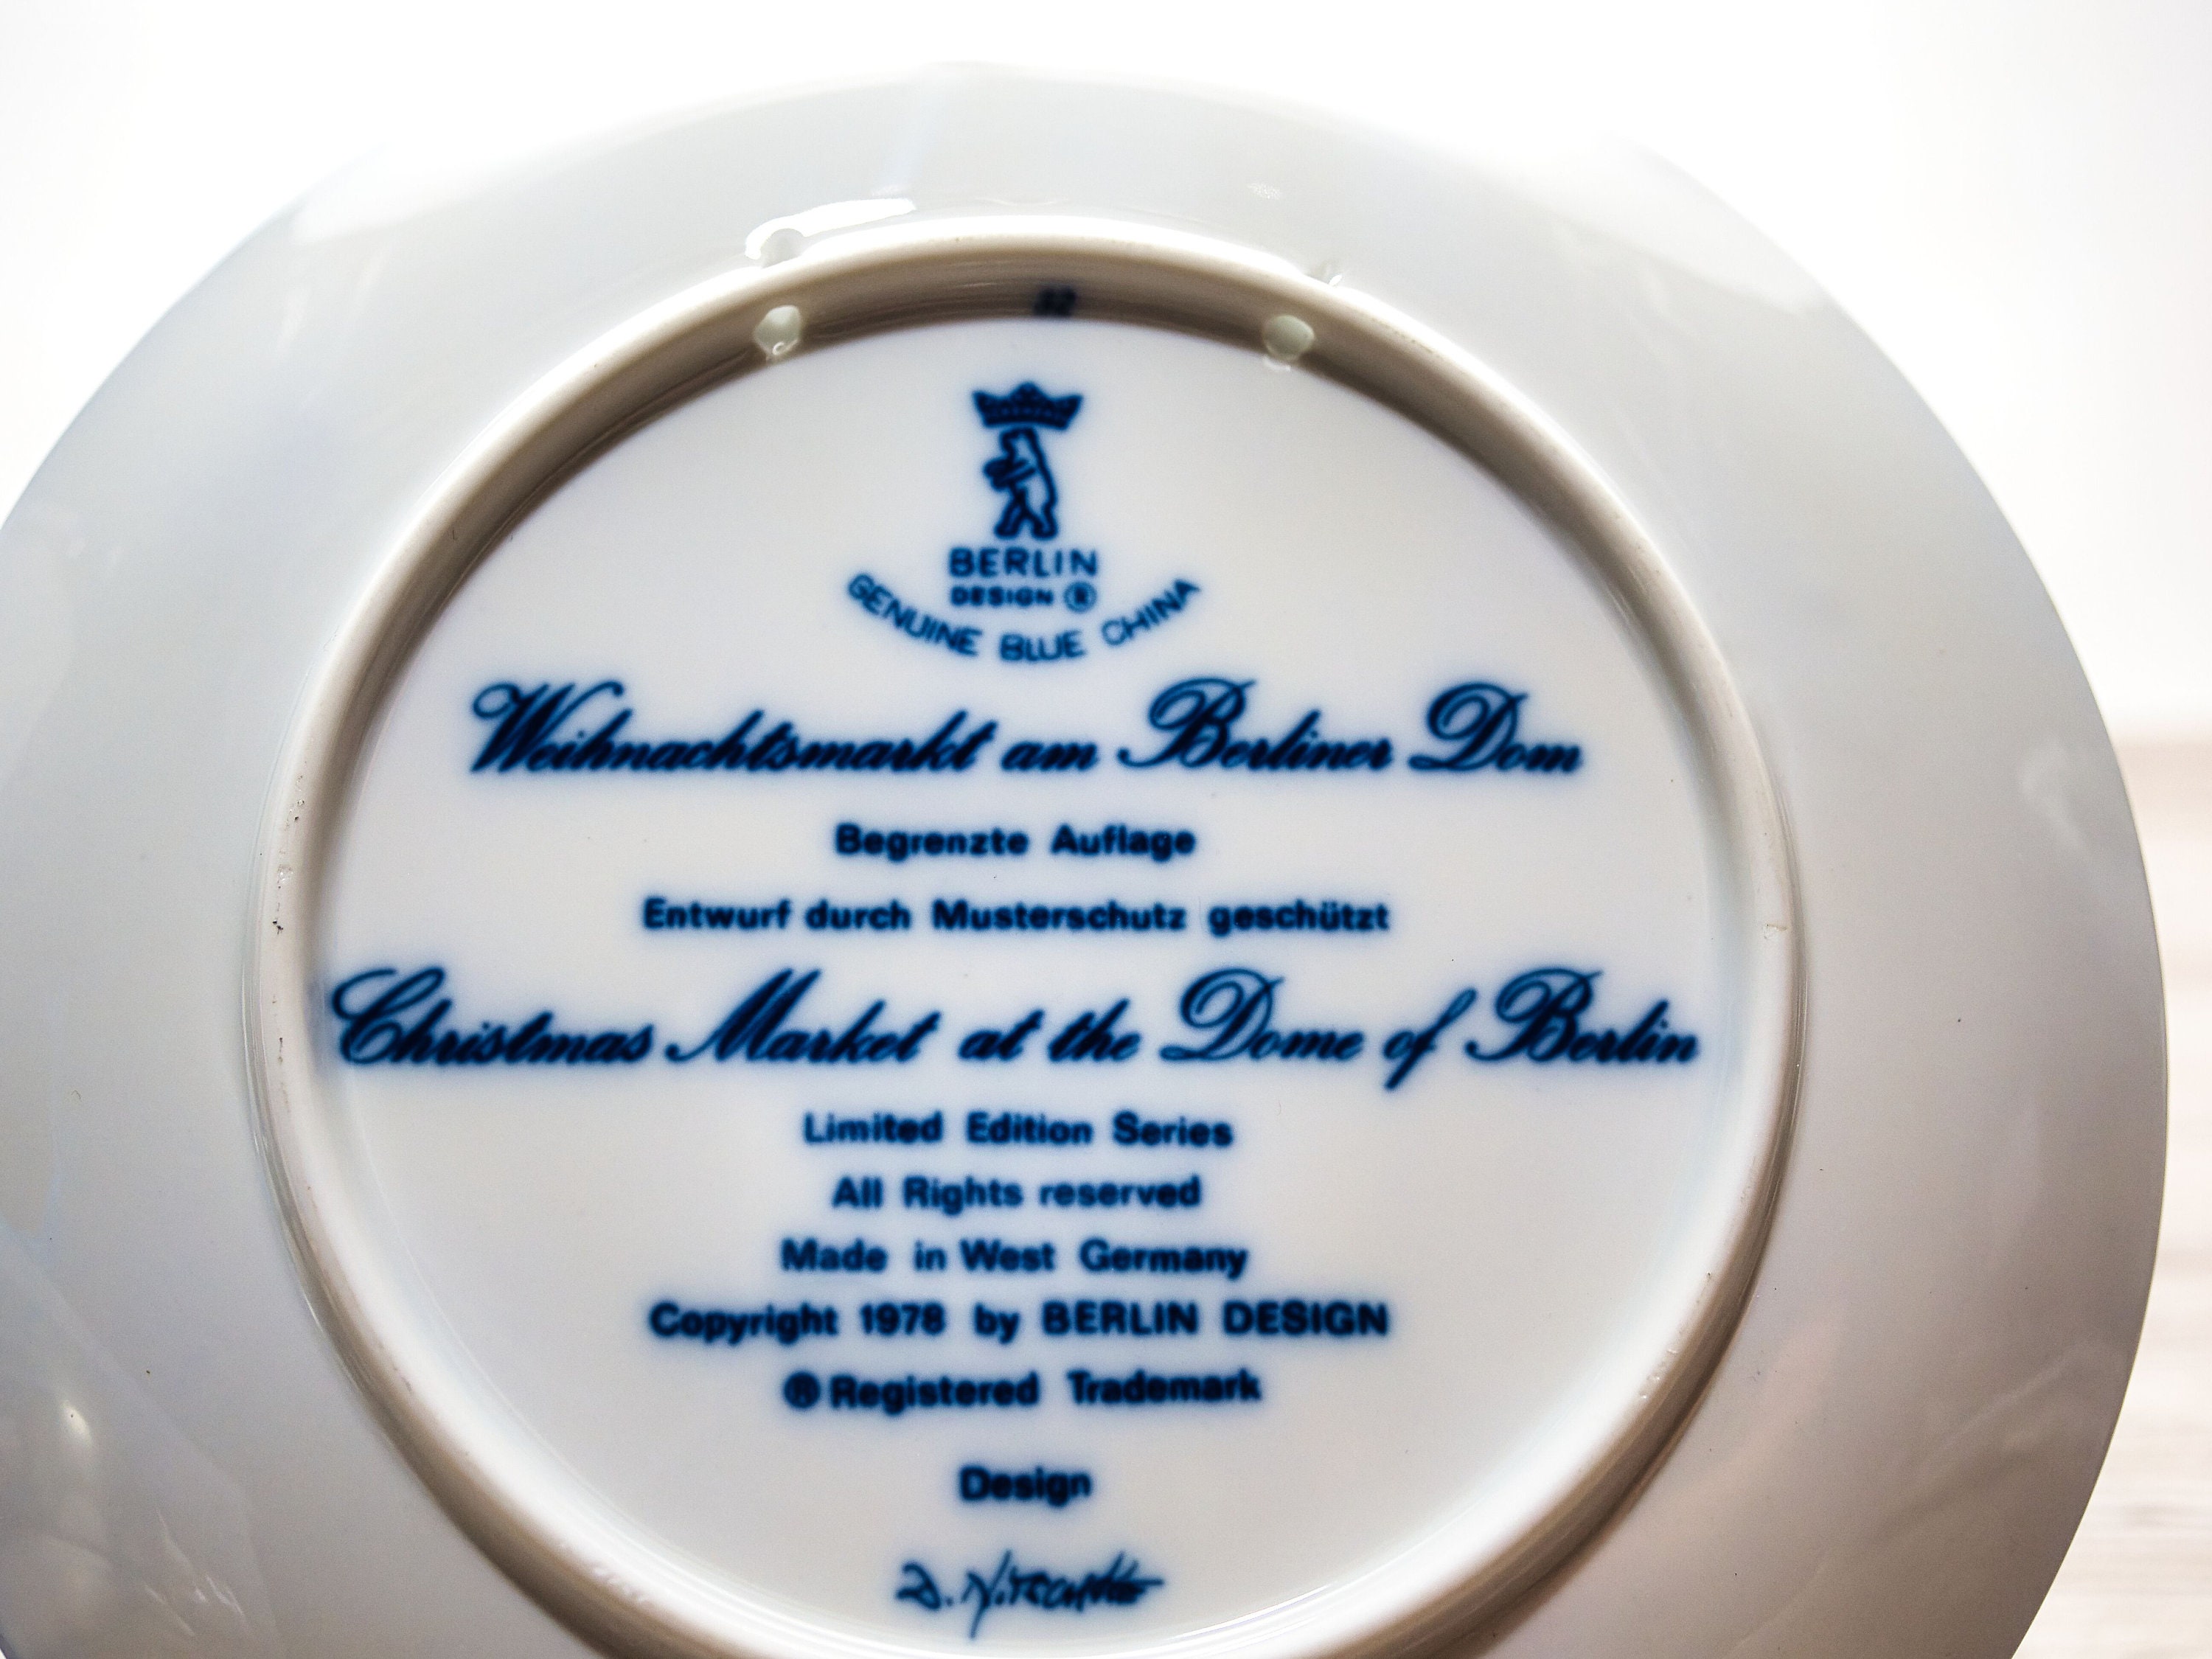 BERLIN
DESIGN ®
GENUINE BLUE CHINA
Weihnachtsmarkt am Berliner Dom
Begrenzte Auflage
Entwurf durch Musterschutz geschützt
Christmas Market at the Dome of Berlin
Limited Edition Series
All Rights reserved
Made in West Germany
Copyright 1978 by BERLIN DESIGN
® Registered Trademark
Design